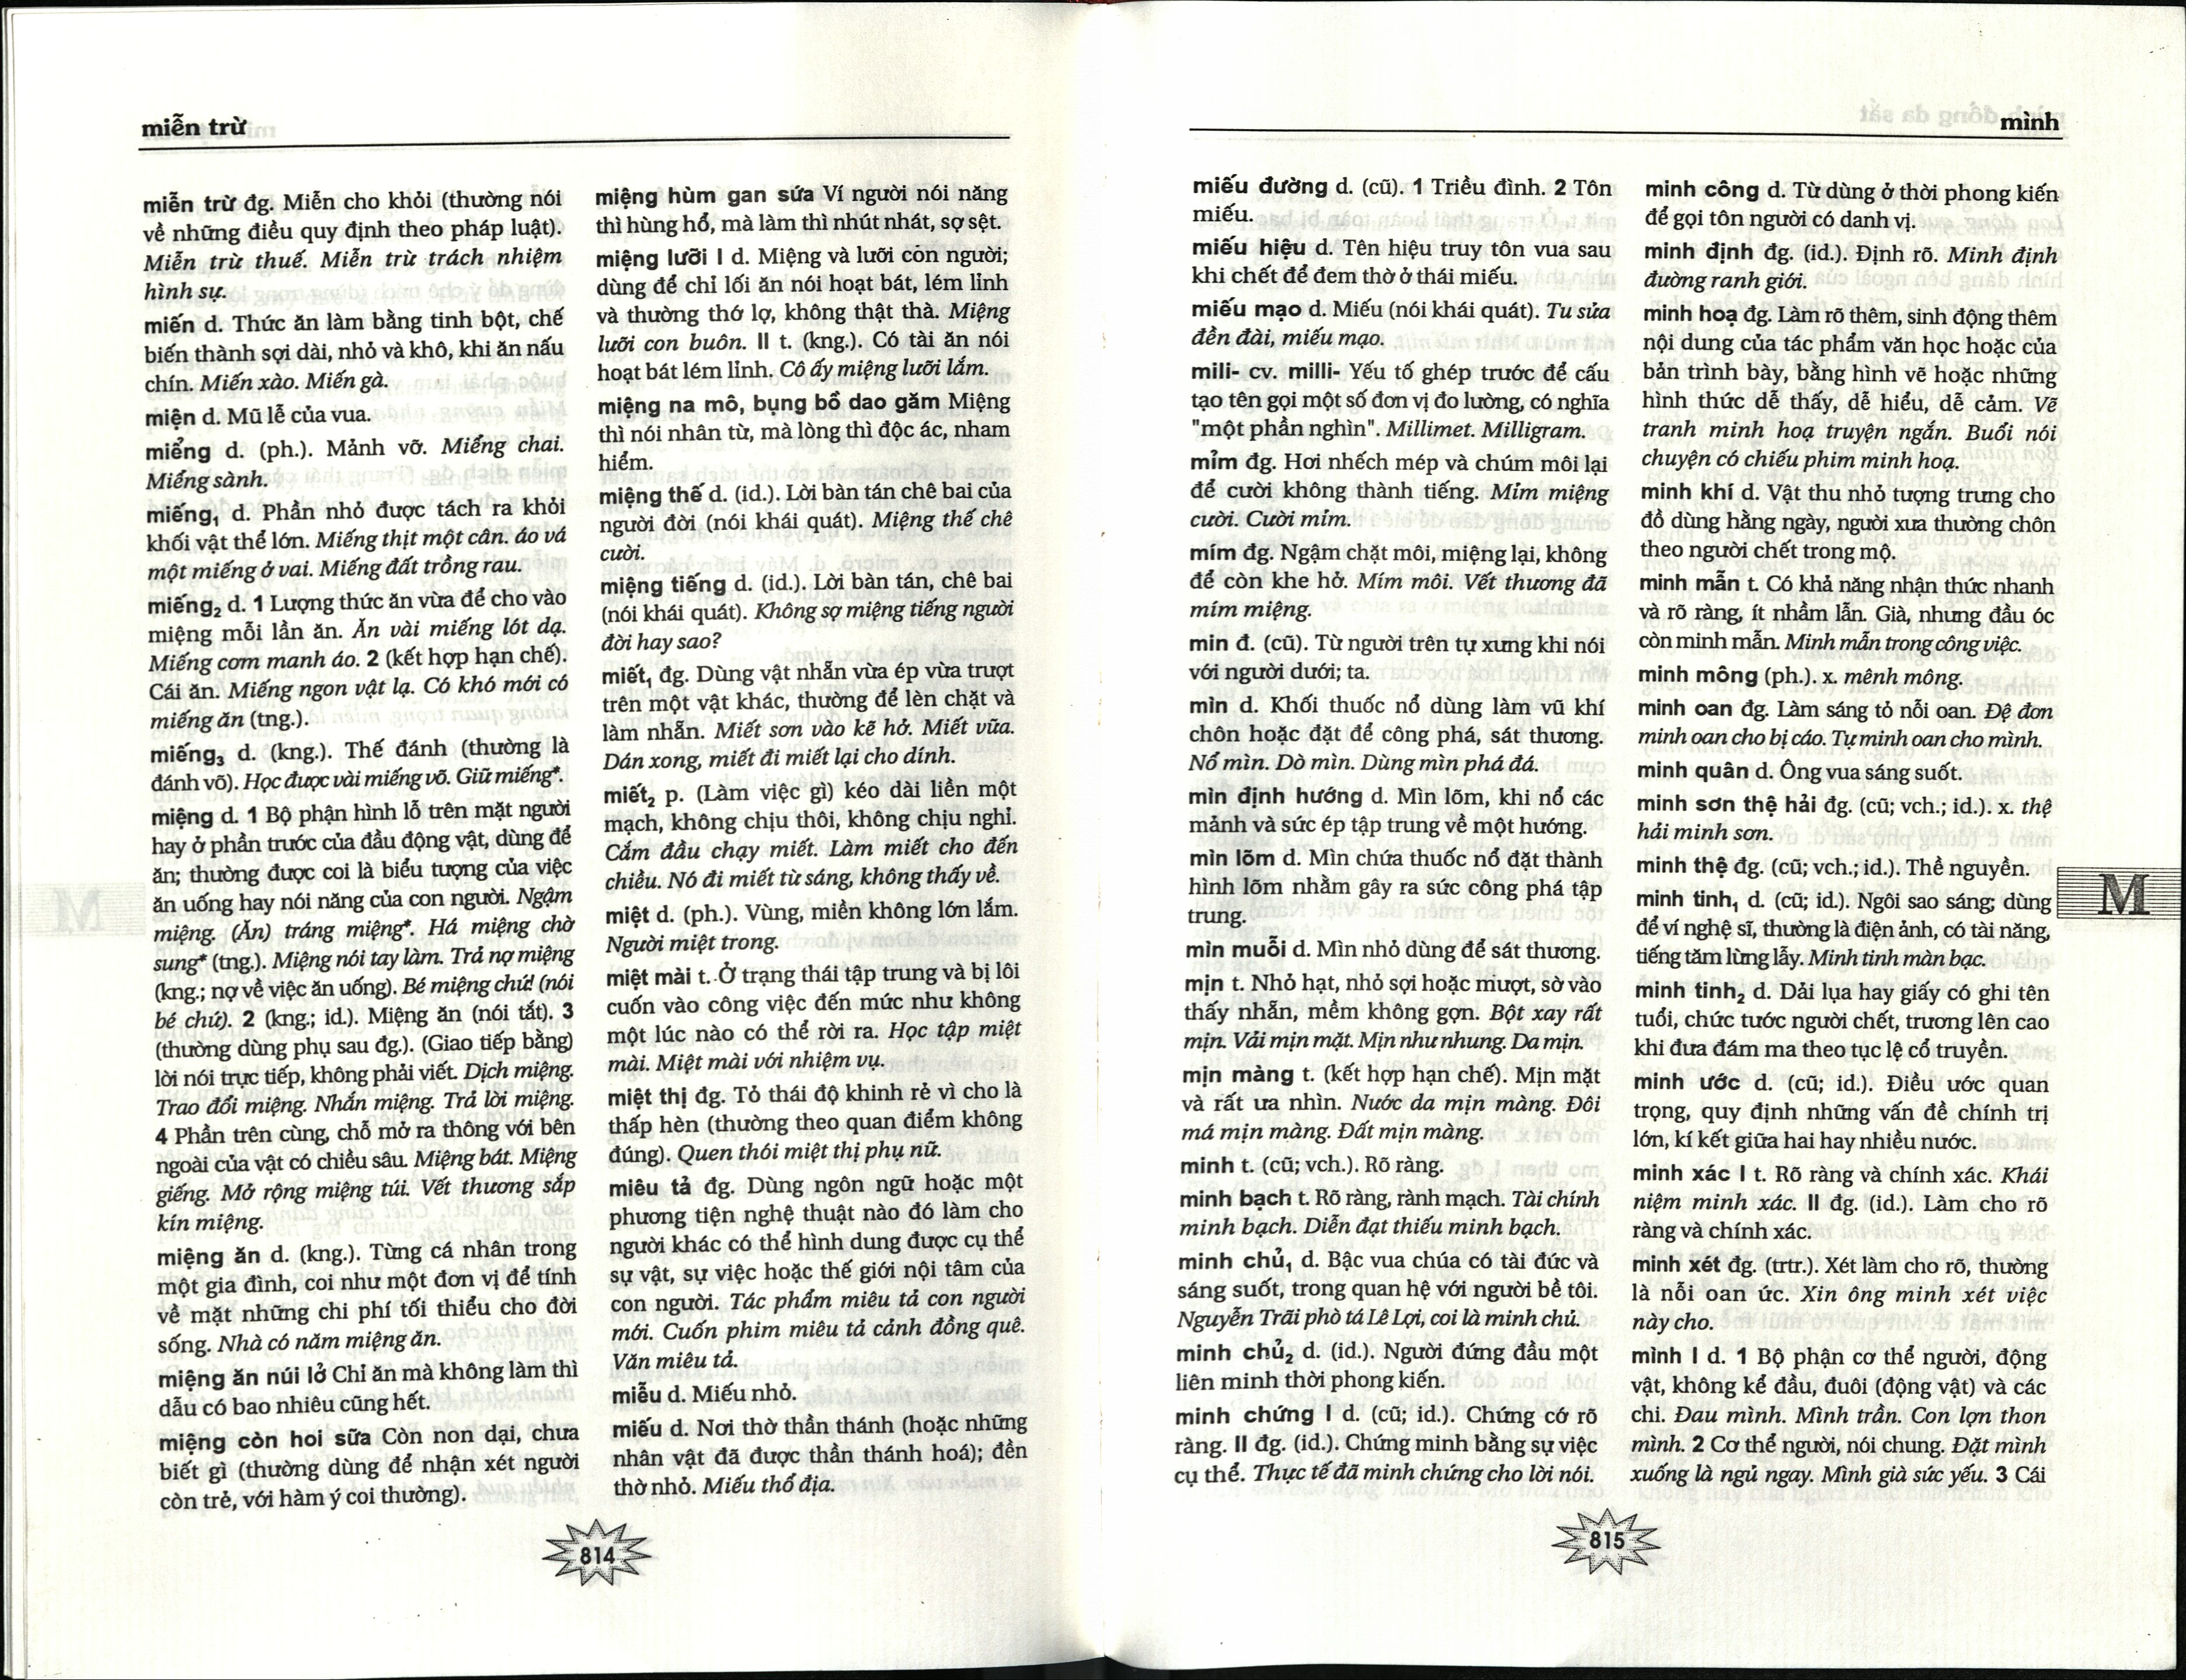 miễn trừ
miễn trừ đg. Miễn cho khỏi (thường nói
về những điều quy định theo pháp luật).
Miễn trừ thuế. Miễn trừ trách nhiệm
hình sự.
miến d. Thức ăn làm bằng tinh bột, chế
biến thành sợi dài, nhỏ và khô, khi ăn nấu
chín. Miến xào. Miến gà.
miện d. Mũ lễ của vua.
miểng d. (ph.). Mảnh vỡ. Miểng chai.
Miểng sành.
miếng₁ d. Phần nhỏ được tách ra khỏi
khối vật thể lớn. Miếng thịt một cân. áo vá
một miếng ở vai. Miếng đất trồng rau.
miếng₂ d. 1 Lượng thức ăn vừa để cho vào
miệng mỗi lần ăn. Ăn vài miếng lót dạ.
Miếng cơm manh áo. 2 (kết hợp hạn chế).
Cái ăn. Miếng ngon vật lạ. Có khó mới có
miếng ăn (tng.).
miếng₃ d. (kng.). Thế đánh (thường là
đánh võ). Học được vài miếng võ. Giữ miếng*.
miệng d. 1 Bộ phận hình lỗ trên mặt người
hay ở phần trước của đầu động vật, dùng để
ăn; thường được coi là biểu tượng của việc
ăn uống hay nói năng của con người. Ngậm
miệng. (Ăn) tráng miệng*. Há miệng chờ
sung* (tng,). Miệng nói tay làm. Trả nợ miệng
(kng.; nợ về việc ăn uống). Bé miệng chứ! (nói
bé chứ). 2 (kng.; id.). Miệng ăn (nói tắt). 3
(thường dùng phụ sau đg.). (Giao tiếp bằng)
lời nói trực tiếp, không phải viết. Dịch miệng.
Trao đổi miệng. Nhắn miệng. Trả lời miệng.
4 Phần trên cùng, chỗ mở ra thông với bên
ngoài của vật có chiều sâu. Miệng bát. Miệng
giếng. Mở rộng miệng túi. Vết thương sắp
kín miệng.
miệng ăn d. (kng.). Từng cá nhân trong
một gia đình, coi như một đơn vị để tính
về mặt những chi phí tối thiểu cho đời
sống. Nhà có năm miệng ăn.
miệng ăn núi lở Chỉ ăn mà không làm thì
dẫu có bao nhiêu cũng hết.
miệng còn hoi sữa Còn non dại, chưa
biết gì (thường dùng để nhận xét người
còn trẻ, với hàm ý coi thường).
miệng hùm gan sứa Ví người nói năng
thì hùng hổ, mà làm thì nhút nhát, sợ sệt.
miệng lưỡi I d. Miệng và lưỡi con người;
dùng để chỉ lối ăn nói hoạt bát, lém lỉnh
và thường thớ lợ, không thật thà. Miệng
lưỡi con buôn. II t. (kng.). Có tài ăn nói
hoạt bát lém lỉnh. Cô ấy miệng lưỡi lắm.
miệng na mô, bụng bồ dao găm Miệng
thì nói nhân từ, mà lòng thì độc ác, nham
hiểm.
miệng thế d. (id.). Lời bàn tán chê bai của
người đời (nói khái quát). Miệng thế chê
cười.
miệng tiếng d. (id.). Lời bàn tán, chê bai
(nói khái quát). Không sợ miệng tiếng người
đời hay sao?
miết₁ đg. Dùng vật nhẵn vừa ép vừa trượt
trên một vật khác, thường để lèn chặt và
làm nhẵn. Miết sơn vào kẽ hở. Miết vữa.
Dán xong, miết đi miết lại cho dính.
miết₂ p. (Làm việc gì) kéo dài liền một
mạch, không chịu thôi, không chịu nghỉ.
Cắm đầu chạy miết. Làm miết cho đến
chiều. Nó đi miết từ sáng, không thấy về.
miệt d. (ph.). Vùng, miền không lớn lắm.
Người miệt trong.
miệt mài t. Ở trạng thái tập trung và bị lôi
cuốn vào công việc đến mức như không
một lúc nào có thể rời ra. Học tập miệt
mài. Miệt mài với nhiệm vụ.
miệt thị đg. Tỏ thái độ khinh rẻ vì cho là
thấp hèn (thường theo quan điểm không
đúng). Quen thói miệt thị phụ nữ.
miêu tả đg. Dùng ngôn ngữ hoặc một
phương tiện nghệ thuật nào đó làm cho
người khác có thể hình dung được cụ thể
sự vật, sự việc hoặc thế giới nội tâm của
con người. Tác phẩm miêu tả con người
mới. Cuốn phim miêu tả cảnh đồng quê.
Văn miêu tả.
miễu d. Miếu nhỏ.
miếu d. Nơi thờ thần thánh (hoặc những
nhân vật đã được thần thánh hoá); đền
thờ nhỏ. Miếu thổ địa.
814
mình
miếu đường d. (cũ). 1 Triều đình. 2 Tôn
miếu.
miếu hiệu d. Tên hiệu truy tôn vua sau
khi chết để đem thờ ở thái miếu.
miếu mạo d. Miếu (nói khái quát). Tu sửa
đền đài, miếu mạo.
mili- cv. milli- Yếu tố ghép trước để cấu
tạo tên gọi một số đơn vị đo lường, có nghĩa
"một phần nghìn". Millimet. Milligram.
mỉm đg. Hơi nhếch mép và chúm môi lại
để cười không thành tiếng. Mỉm miệng
cười. Cười mỉm.
mím đg. Ngậm chặt môi, miệng lại, không
để còn khe hở. Mím môi. Vết thương đã
mím miệng.
min đ. (cũ). Từ người trên tự xưng khi nói
với người dưới; ta.
mìn d. Khối thuốc nổ dùng làm vũ khí
chôn hoặc đặt để công phá, sát thương.
Nổ mìn. Dò mìn. Dùng mìn phá đá.
mìn định hướng d. Mìn lõm, khi nổ các
mảnh và sức ép tập trung về một hướng.
mìn lõm d. Mìn chứa thuốc nổ đặt thành
hình lõm nhằm gây ra sức công phá tập
trung.
mìn muỗi d. Mìn nhỏ dùng để sát thương.
mịn t. Nhỏ hạt, nhỏ sợi hoặc mượt, sờ vào
thấy nhẵn, mềm không gợn. Bột xay rất
mịn. Vải mịn mặt. Mịn như nhung. Da mịn.
mịn màng t. (kết hợp hạn chế). Mịn mặt
và rất ưa nhìn. Nước da mịn màng. Đôi
má mịn màng. Đất mịn màng.
minh t. (cũ; vch.). Rõ ràng.
minh bạch t. Rõ ràng, rành mạch. Tài chính
minh bạch. Diễn đạt thiếu minh bạch.
minh chủ₁ d. Bậc vua chúa có tài đức và
sáng suốt, trong quan hệ với người bề tôi.
Nguyễn Trãi phò tá Lê Lợi, coi là minh chủ.
minh chủ₂ d. (id.). Người đứng đầu một
liên minh thời phong kiến.
minh chứng I d. (cũ; id.). Chứng cớ rõ
ràng. II đg. (id.). Chứng minh bằng sự việc
cụ thể. Thực tế đã minh chứng cho lời nói.
minh công d. Từ dùng ở thời phong kiến
để gọi tôn người có danh vị.
minh định đg. (id.). Định rõ. Minh định
đường ranh giới.
minh hoạ đg. Làm rõ thêm, sinh động thêm
nội dung của tác phẩm văn học hoặc của
bản trình bày, bằng hình vẽ hoặc những
hình thức dễ thấy, dễ hiểu, dễ cảm. Vẽ
tranh minh hoạ truyện ngắn. Buổi nói
chuyện có chiếu phim minh hoạ.
minh khí d. Vật thu nhỏ tượng trưng cho
đồ dùng hằng ngày, người xưa thường chôn
theo người chết trong mộ.
minh mẫn t. Có khả năng nhận thức nhanh
và rõ ràng, ít nhầm lẫn. Già, nhưng đầu óc
còn minh mẫn. Minh mẫn trong công việc.
minh mông (ph.). x. mênh mông.
minh oan đg. Làm sáng tỏ nỗi oan. Đệ đơn
minh oan cho bị cáo. Tự minh oan cho mình.
minh quân d. Ông vua sáng suốt.
minh sơn thệ hải đg. (cũ; vch.; id.). x. thệ
hải minh sơn.
minh thệ đg. (cũ; vch.; id.). Thề nguyền.
minh tinh₁ d. (cũ; id.). Ngôi sao sáng; dùng
để ví nghệ sĩ, thường là điện ảnh, có tài năng,
tiếng tăm lừng lẫy. Minh tinh màn bạc.
minh tinh₂ d. Dải lụa hay giấy có ghi tên
tuổi, chức tước người chết, trương lên cao
khi đưa đám ma theo tục lệ cổ truyền.
minh ước d. (cũ; id.). Điều ước quan
trọng, quy định những vấn đề chính trị
lớn, kí kết giữa hai hay nhiều nước.
minh xác I t. Rõ ràng và chính xác. Khái
niệm minh xác. II đg. (id.). Làm cho rõ
ràng và chính xác.
minh xét đg. (trtr.). Xét làm cho rõ, thường
là nỗi oan ức. Xin ông minh xét việc
này cho.
mình I d. 1 Bộ phận cơ thể người, động
vật, không kể đầu, đuôi (động vật) và các
chi. Đau mình. Mình trần. Con lợn thon
mình. 2 Cơ thể người, nói chung. Đặt mình
xuống là ngủ ngay. Mình già sức yếu. 3 Cái
M
815